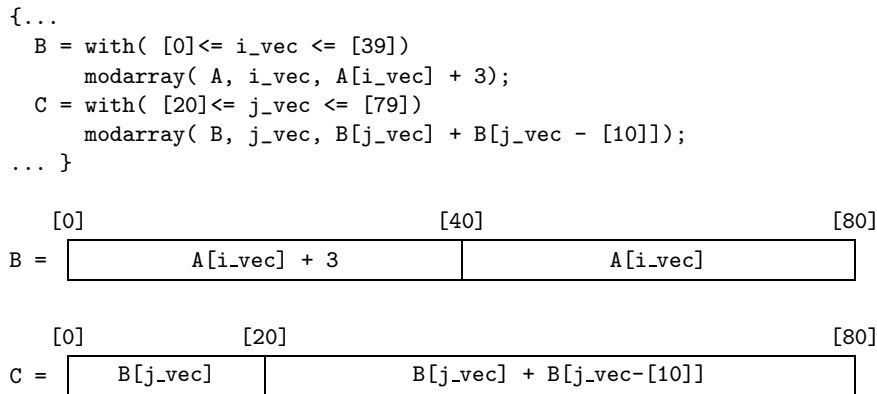 {...
B = with( [0]<= i_vec <= [39])
modarray( A, i_vec, A[i_vec] + 3);
C = with( [20]<= j_vec <= [79])
modarray( B, j_vec, B[j_vec] + B[j_vec - [10]]);
... }
[0] [40] [80]
B = A[i_vec] + 3 A[i_vec]
[0] [20] [80]
C = B[j_vec] B[j_vec] + B[j_vec-[10]]